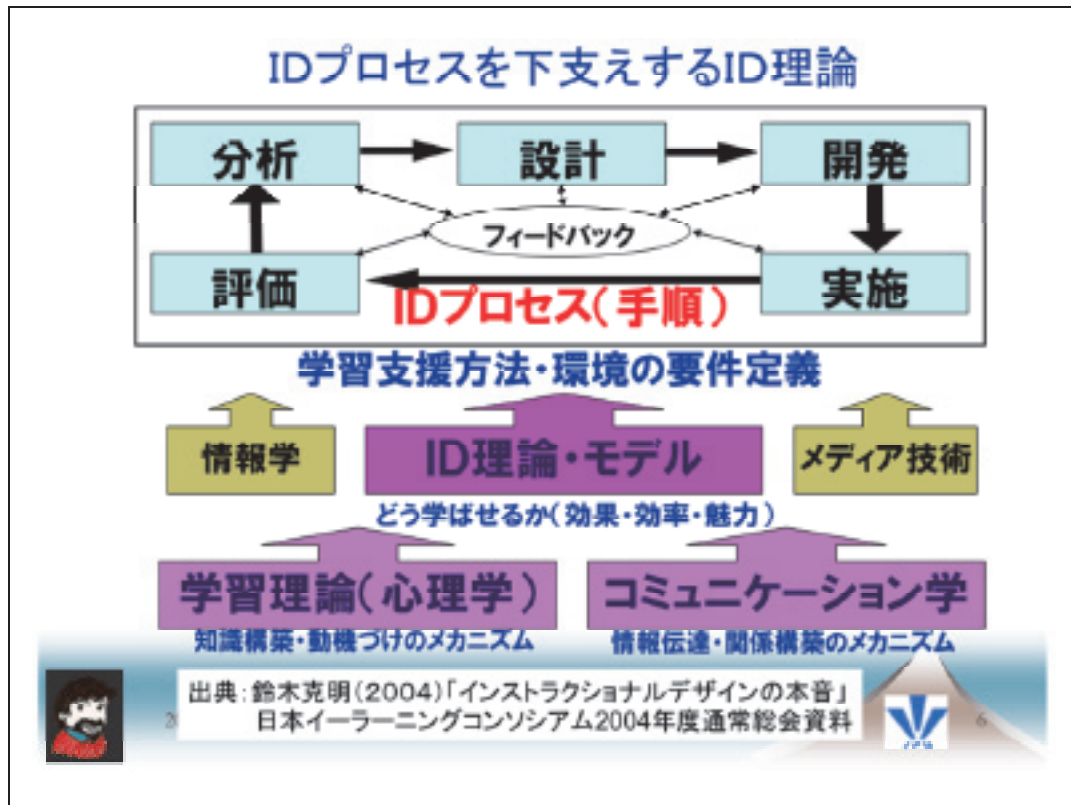 IDプロセスを下支えするID理論
分析
設計
開発
フィードバック
評価
実施
IDプロセス(手順)
学習支援方法・環境の要件定義
情報学
ID理論・モデル
メディア技術
どう学ばせるか(効果・効率・魅力)
学習理論(心理学)
コミュニケーション学
知識構築・動機づけのメカニズム
情報伝達・関係構築のメカニズム
出典:鈴木克明(2004)「インストラクショナルデザインの本音」
日本イーラーニングコンソシアム2004年度通常総会資料
6